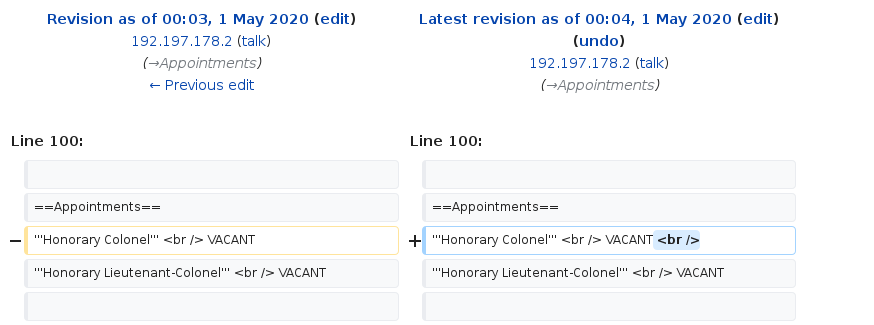 Revision as of 00:03, 1 May 2020 (edit)
192.197.178.2 (talk)
(→Appointments)
← Previous edit
Latest revision as of 00:04, 1 May 2020 (edit)
(undo)
192.197.178.2 (talk)
(→Appointments)
Line 100:
Line 100:
==Appointments==
==Appointments==
− '''Honorary Colonel''' <br /> VACANT
+ '''Honorary Colonel''' <br /> VACANT <br />
'''Honorary Lieutenant-Colonel''' <br /> VACANT
'''Honorary Lieutenant-Colonel''' <br /> VACANT